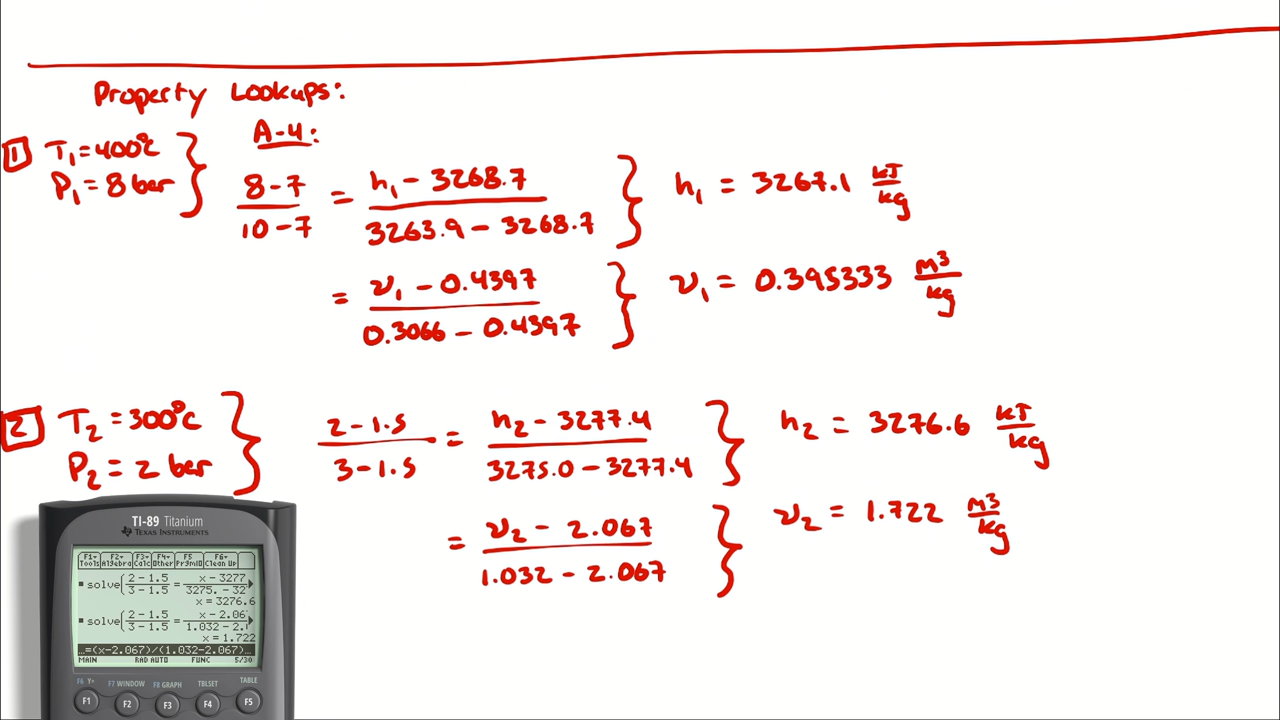 Property Lookups:
1 T₁ = 400°C
P₁ = 8 bar
A-4:
(8 - 7)/(10 - 7) = (h₁ - 3268.7)/(3263.9 - 3268.7) } h₁ = 3267.1 kJ/kg
= (v₁ - 0.4397)/(0.3066 - 0.4397) } v₁ = 0.395333 m³/kg
2 T₂ = 300°C
P₂ = 2 bar
(2 - 1.5)/(3 - 1.5) = (h₂ - 3277.4)/(3275.0 - 3277.4) } h₂ = 3276.6 kJ/kg
= (v₂ - 2.067)/(1.032 - 2.067) } v₂ = 1.722 m³/kg
TI-89 Titanium
TEXAS INSTRUMENTS
F1▾ F2▾ F3▾ F4▾ F5 F6▾
Tools Algebra Calc Other PrgmIO Clean Up
▪ solve((2 - 1.5)/(3 - 1.5) = (x - 3277)/(3275. - 32▸
x = 3276.6
▪ solve((2 - 1.5)/(3 - 1.5) = (x - 2.06)/(1.032 - 2.▸
x = 1.722
…=(x-2.067)/(1.032-2.067)…
MAIN RAD AUTO FUNC 5/30
F6 Y= F7 WINDOW F8 GRAPH TBLSET TABLE
F1 F2 F3 F4 F5